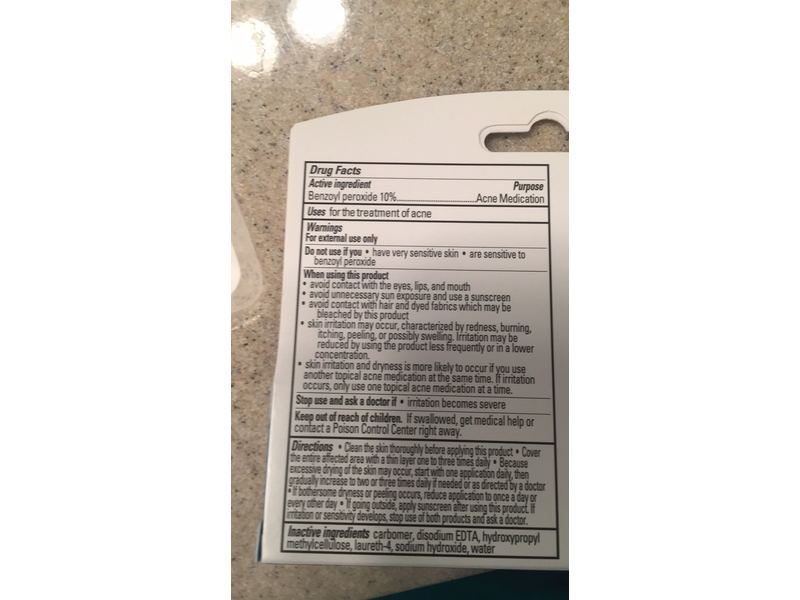 Drug Facts
Active ingredient Purpose
Benzoyl peroxide 10%............................Acne Medication
Uses for the treatment of acne
Warnings
For external use only
Do not use if you • have very sensitive skin • are sensitive to
benzoyl peroxide
When using this product
• avoid contact with the eyes, lips, and mouth
• avoid unnecessary sun exposure and use a sunscreen
• avoid contact with hair and dyed fabrics which may be
bleached by this product
• skin irritation may occur, characterized by redness, burning,
itching, peeling, or possibly swelling. Irritation may be
reduced by using the product less frequently or in a lower
concentration.
• skin irritation and dryness is more likely to occur if you use
another topical acne medication at the same time. If irritation
occurs, only use one topical acne medication at a time.
Stop use and ask a doctor if • irritation becomes severe
Keep out of reach of children. If swallowed, get medical help or
contact a Poison Control Center right away.
Directions • Clean the skin thoroughly before applying this product • Cover
the entire affected area with a thin layer one to three times daily • Because
excessive drying of the skin may occur, start with one application daily, then
gradually increase to two or three times daily if needed or as directed by a doctor
• If bothersome dryness or peeling occurs, reduce application to once a day or
every other day • If going outside, apply sunscreen after using this product. If
irritation or sensitivity develops, stop use of both products and ask a doctor.
Inactive ingredients carbomer, disodium EDTA, hydroxypropyl
methylcellulose, laureth-4, sodium hydroxide, water